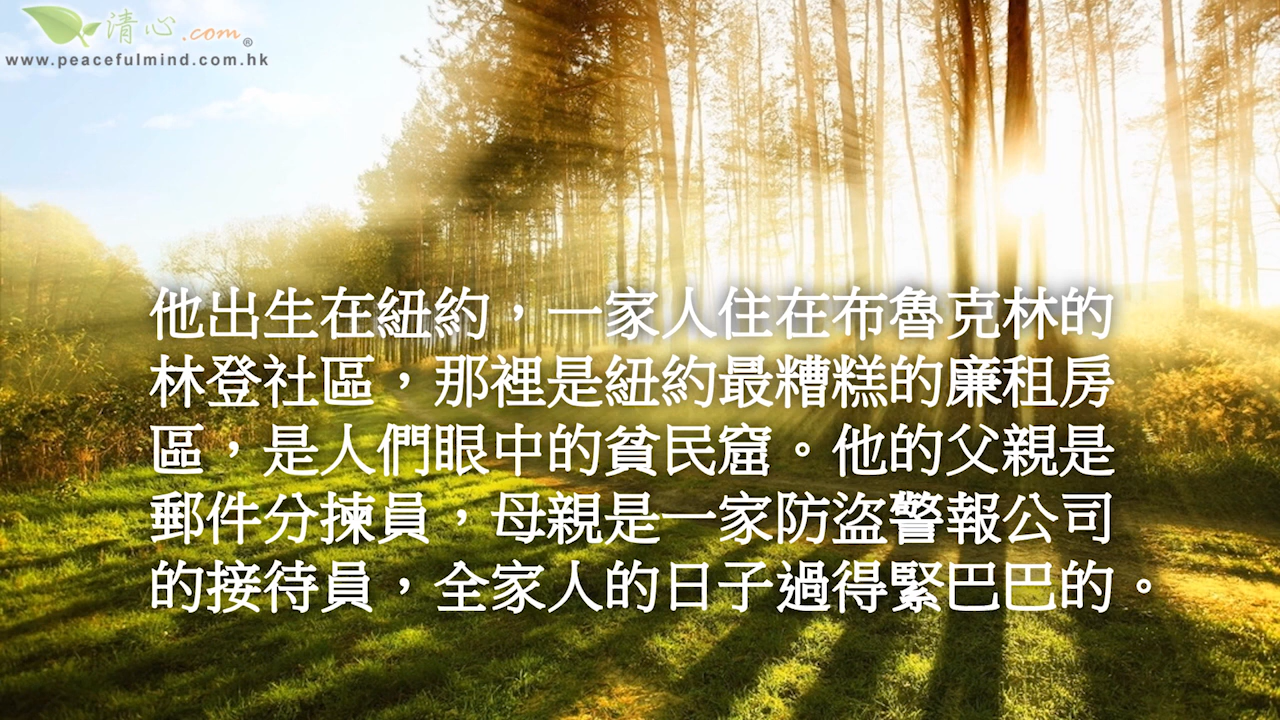 清心.com®
www.peacefulmind.com.hk
他出生在紐約，一家人住在布魯克林的
林登社區，那裡是紐約最糟糕的廉租房
區，是人們眼中的貧民窟。他的父親是
郵件分揀員，母親是一家防盜警報公司
的接待員，全家人的日子過得緊巴巴的。